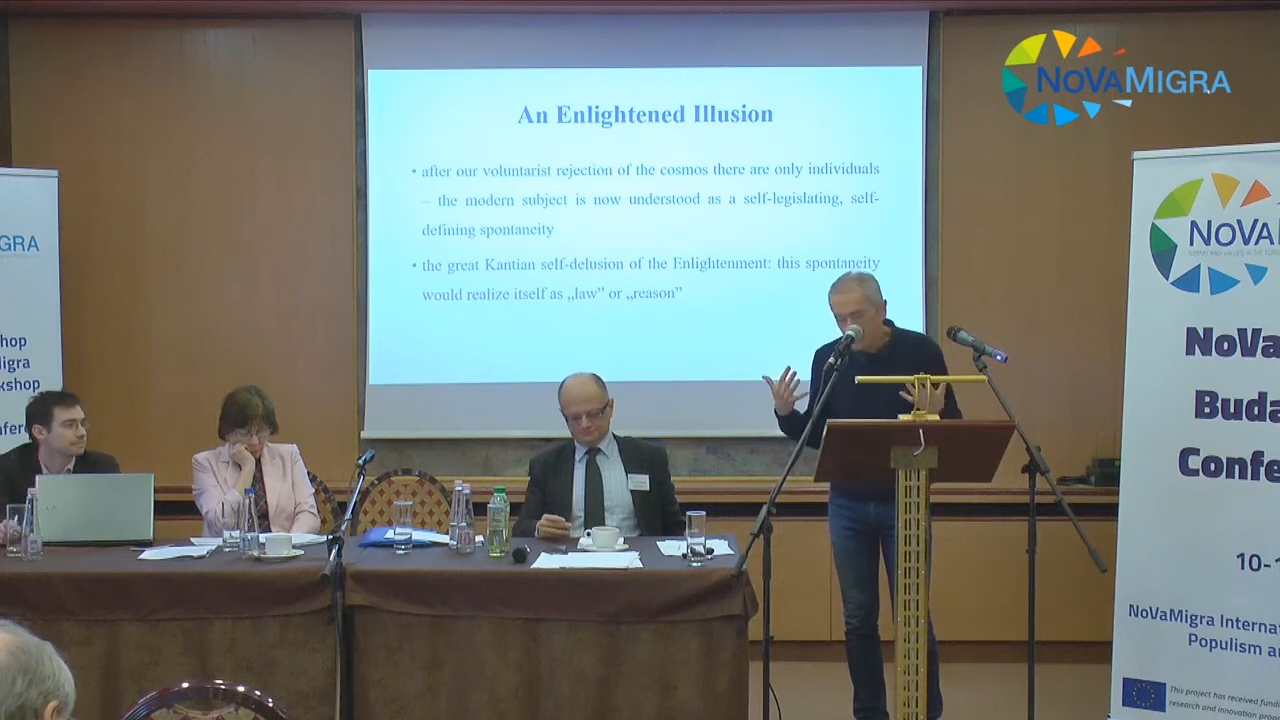 An Enlightened Illusion
• after our voluntarist rejection of the cosmos there are only individuals
– the modern subject is now understood as a self-legislating, self-
defining spontaneity
• the great Kantian self-delusion of the Enlightenment: this spontaneity
would realize itself as „law” or „reason”
NOVAMIGRA
GRA
hop
igra
kshop
nfere
NOVAM
NoVa
Buda
Confe
10-1
NoVaMigra Internat
Populism a
This project has received fund
research and innovation pro